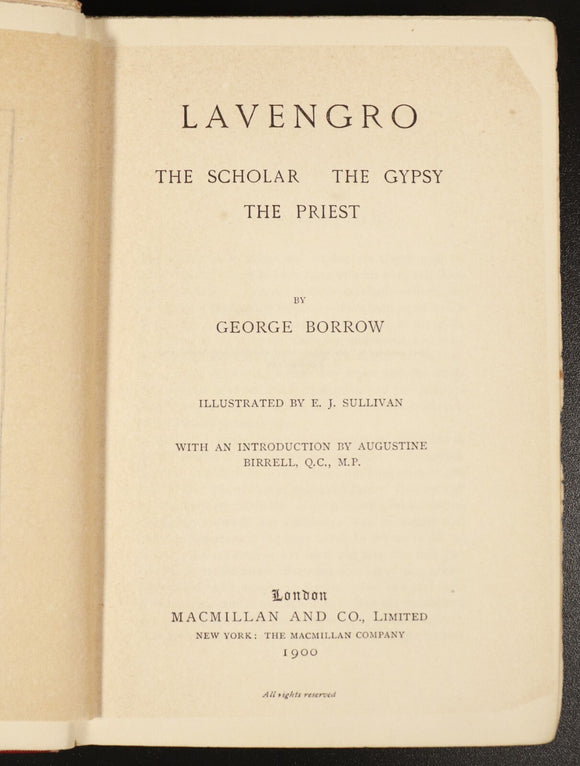 LAVENGRO
THE SCHOLAR THE GYPSY
THE PRIEST
BY
GEORGE BORROW
ILLUSTRATED BY E. J. SULLIVAN
WITH AN INTRODUCTION BY AUGUSTINE
BIRRELL, Q.C., M.P.
London
MACMILLAN AND CO., LIMITED
NEW YORK: THE MACMILLAN COMPANY
1900
All rights reserved